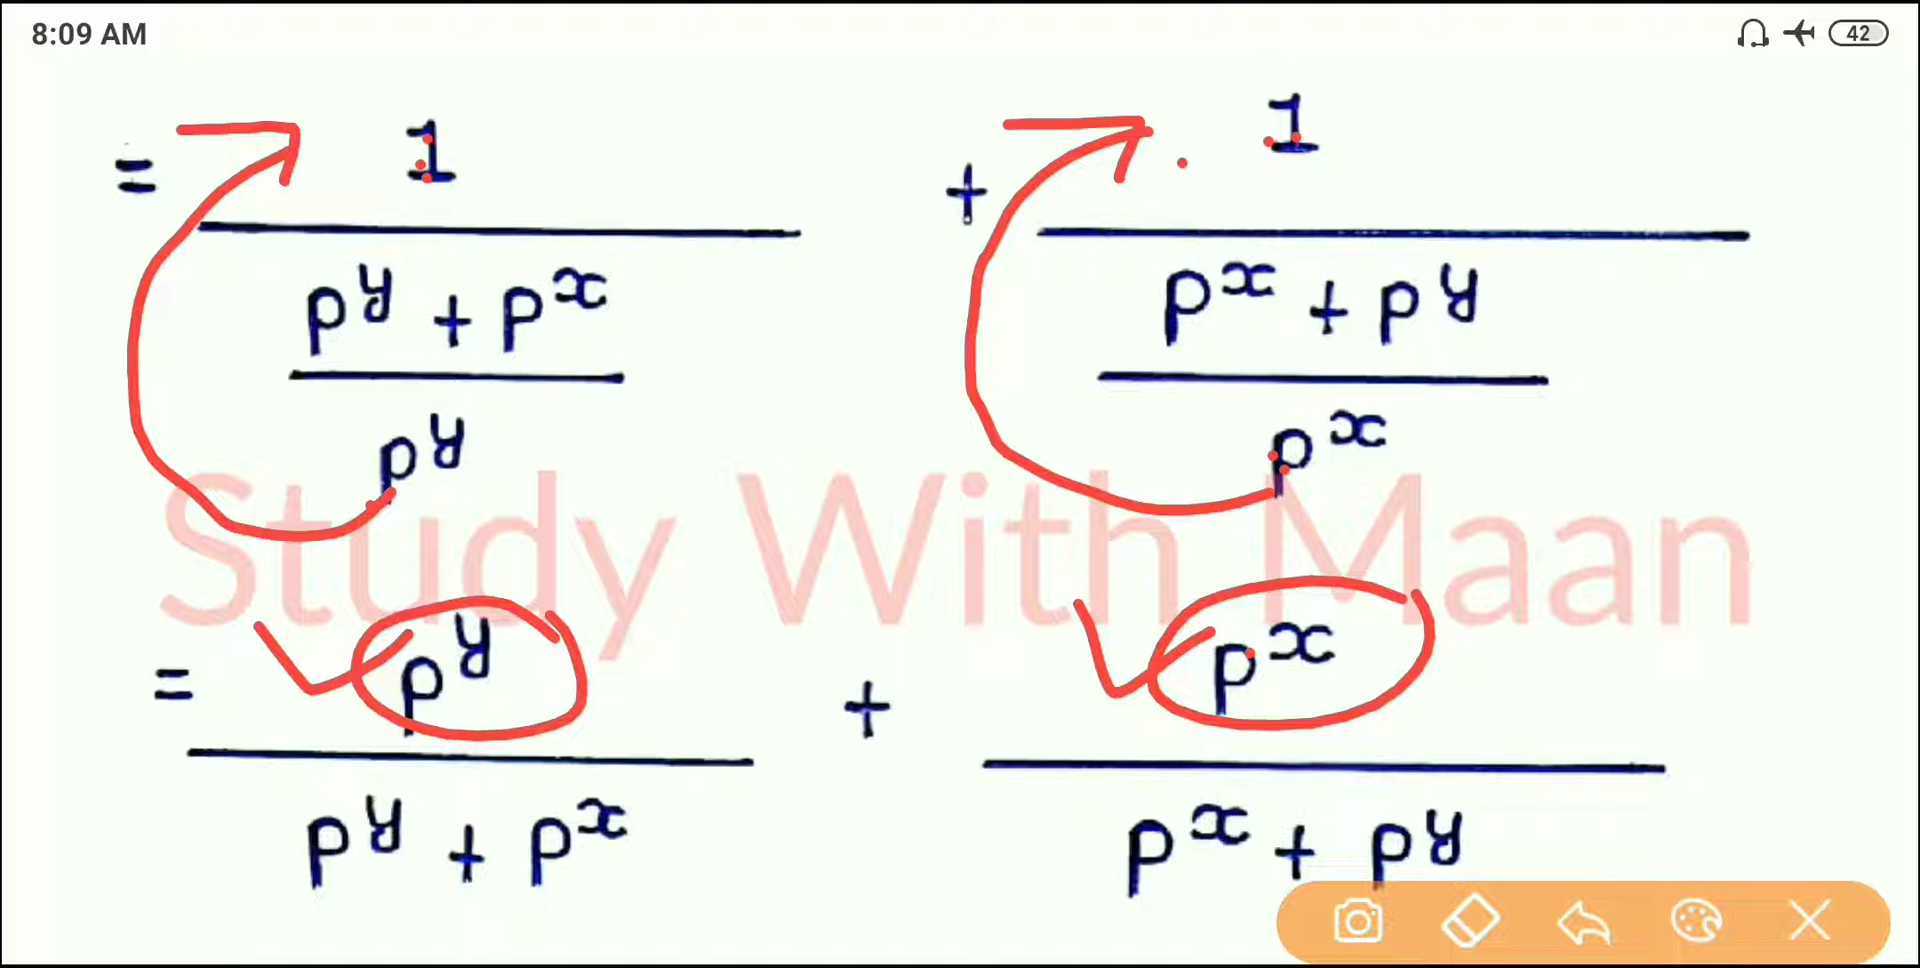 8:09 AM 42
= 1 + 1
p^y + p^x p^x + p^y
p^y p^x
Study With Maan
= p^y + p^x
p^y + p^x p^x + p^y